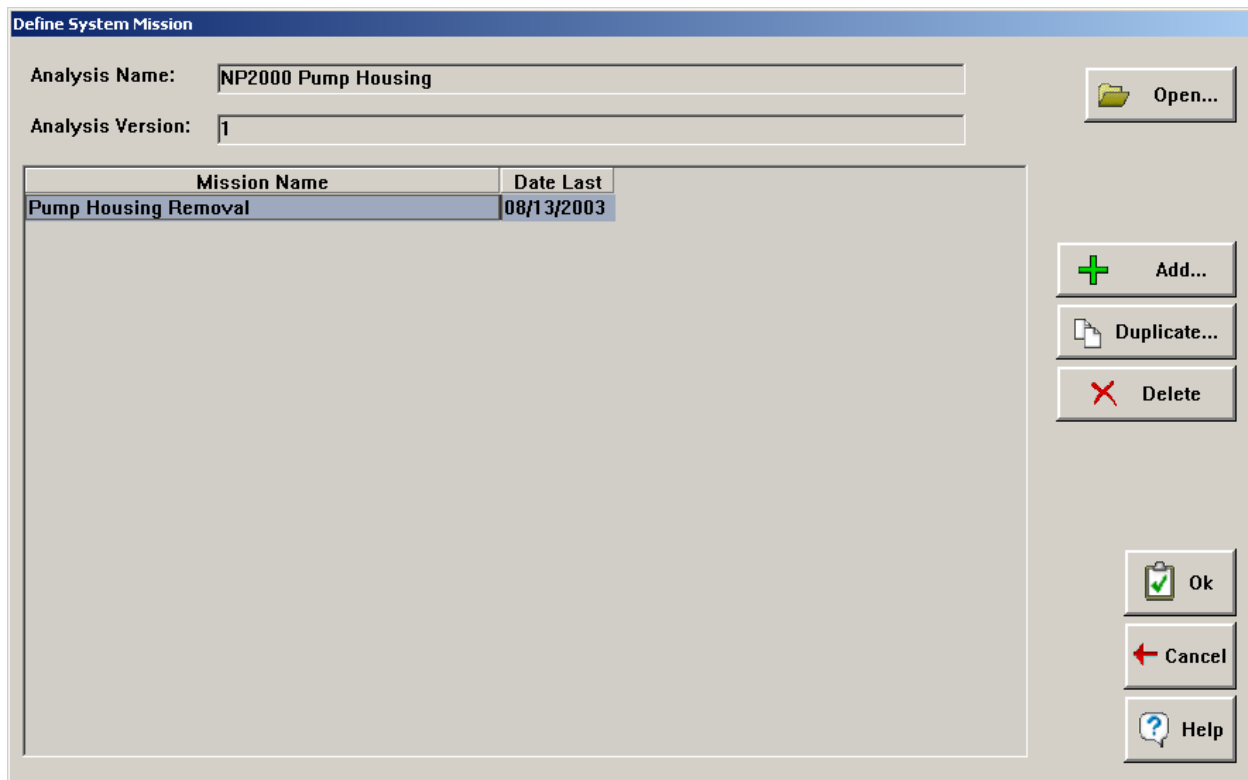 Define System Mission
Analysis Name: NP2000 Pump Housing
Open...
Analysis Version: 1
Mission Name Date Last
Pump Housing Removal 08/13/2003
Add...
Duplicate...
Delete
Ok
Cancel
Help